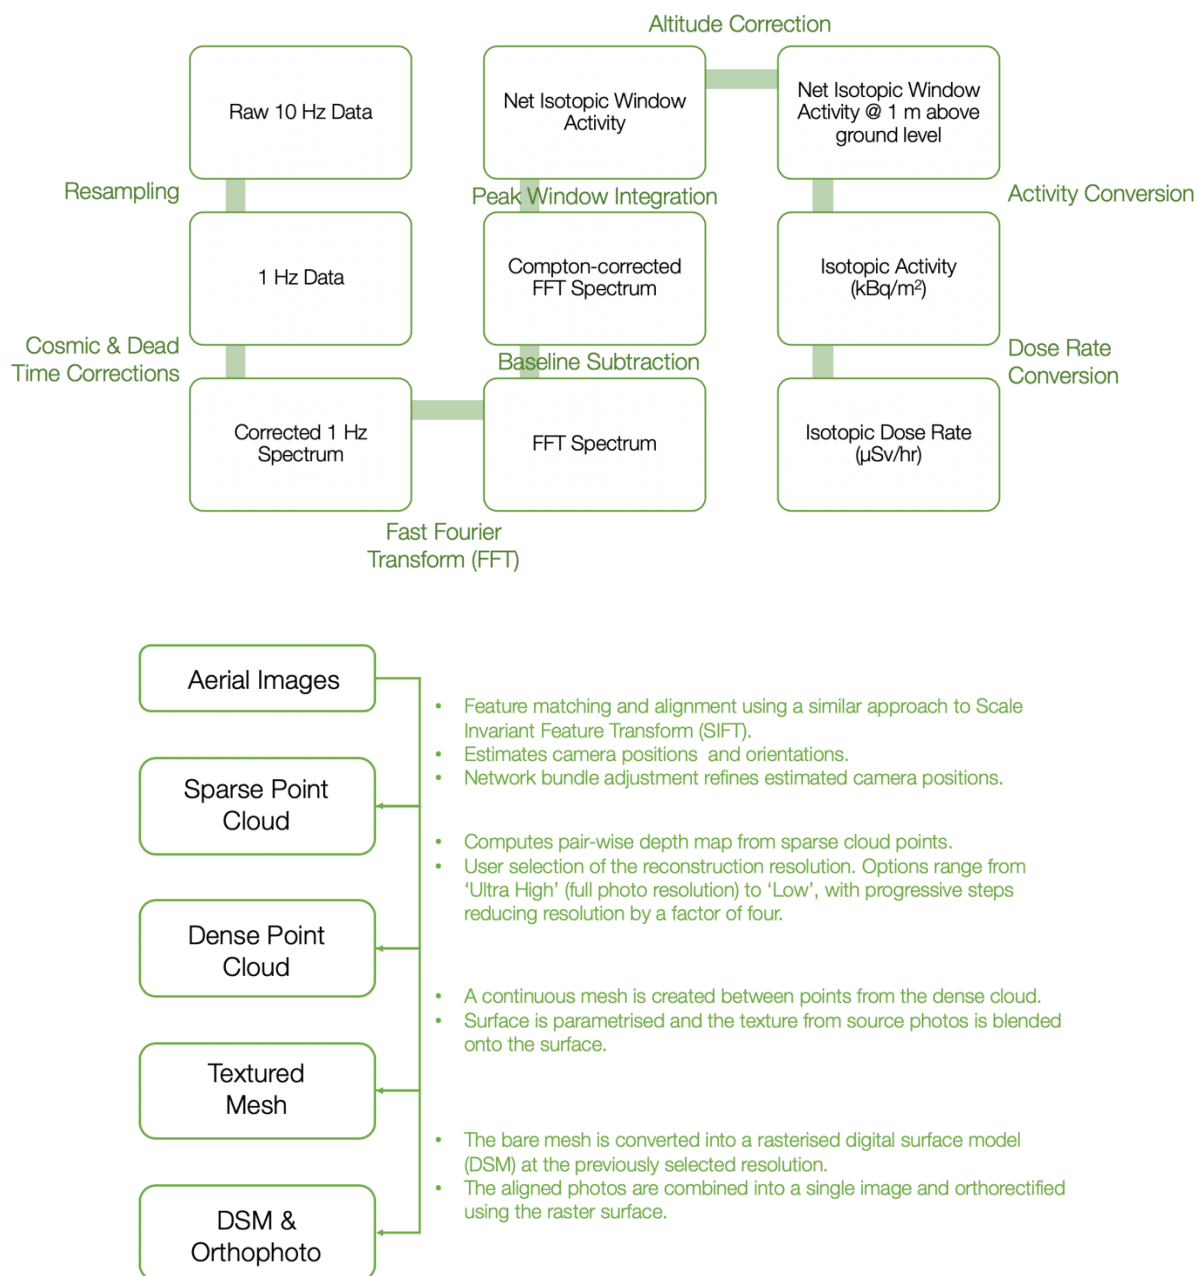 Altitude Correction
Raw 10 Hz Data
Net Isotopic Window
Activity
Net Isotopic Window
Activity @ 1 m above
ground level
Resampling
Peak Window Integration
Activity Conversion
1 Hz Data
Compton-corrected
FFT Spectrum
Isotopic Activity
(kBq/m²)
Cosmic & Dead
Time Corrections
Baseline Subtraction
Dose Rate
Conversion
Corrected 1 Hz
Spectrum
FFT Spectrum
Isotopic Dose Rate
(µSv/hr)
Fast Fourier
Transform (FFT)
Aerial Images
• Feature matching and alignment using a similar approach to Scale
Invariant Feature Transform (SIFT).
• Estimates camera positions and orientations.
• Network bundle adjustment refines estimated camera positions.
Sparse Point
Cloud
• Computes pair-wise depth map from sparse cloud points.
• User selection of the reconstruction resolution. Options range from
‘Ultra High’ (full photo resolution) to ‘Low’, with progressive steps
reducing resolution by a factor of four.
Dense Point
Cloud
• A continuous mesh is created between points from the dense cloud.
• Surface is parametrised and the texture from source photos is blended
onto the surface.
Textured
Mesh
• The bare mesh is converted into a rasterised digital surface model
(DSM) at the previously selected resolution.
• The aligned photos are combined into a single image and orthorectified
using the raster surface.
DSM &
Orthophoto